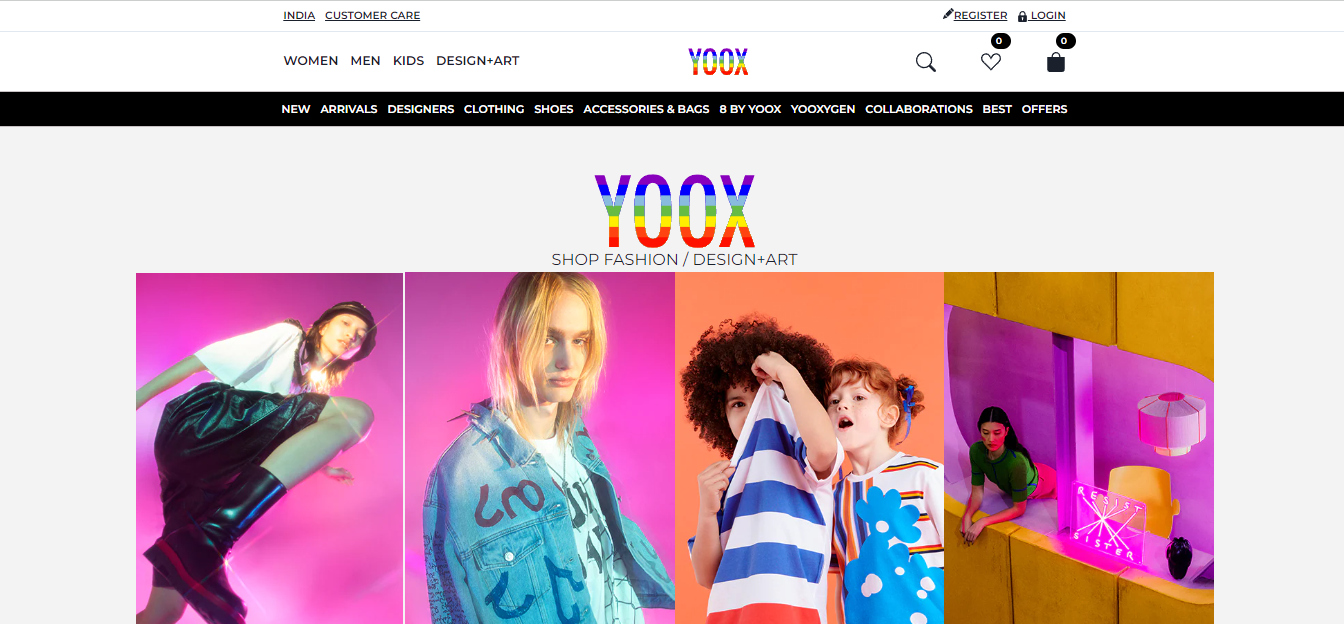 INDIA CUSTOMER CARE REGISTER LOGIN
WOMEN MEN KIDS DESIGN+ART YOOX 0 0
NEW ARRIVALS DESIGNERS CLOTHING SHOES ACCESSORIES & BAGS 8 BY YOOX YOOXYGEN COLLABORATIONS BEST OFFERS
YOOX
SHOP FASHION / DESIGN+ART
RESIST
SISTER